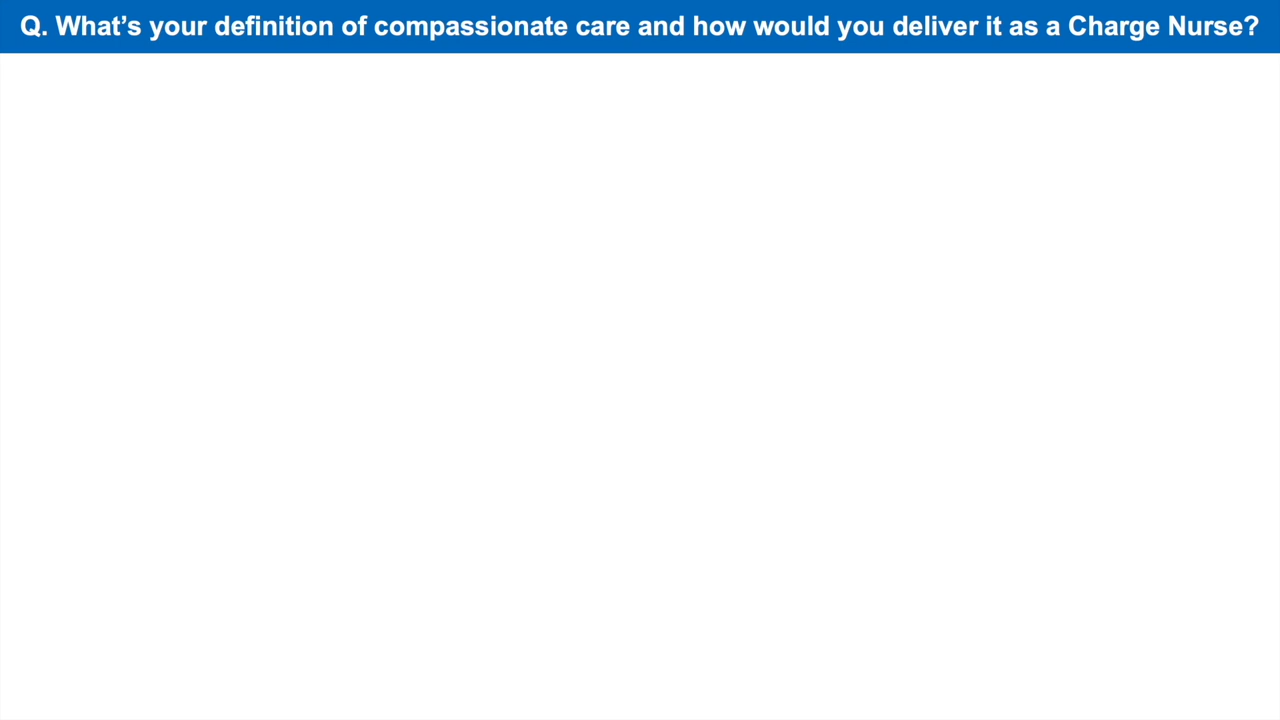 Q. What’s your definition of compassionate care and how would you deliver it as a Charge Nurse?